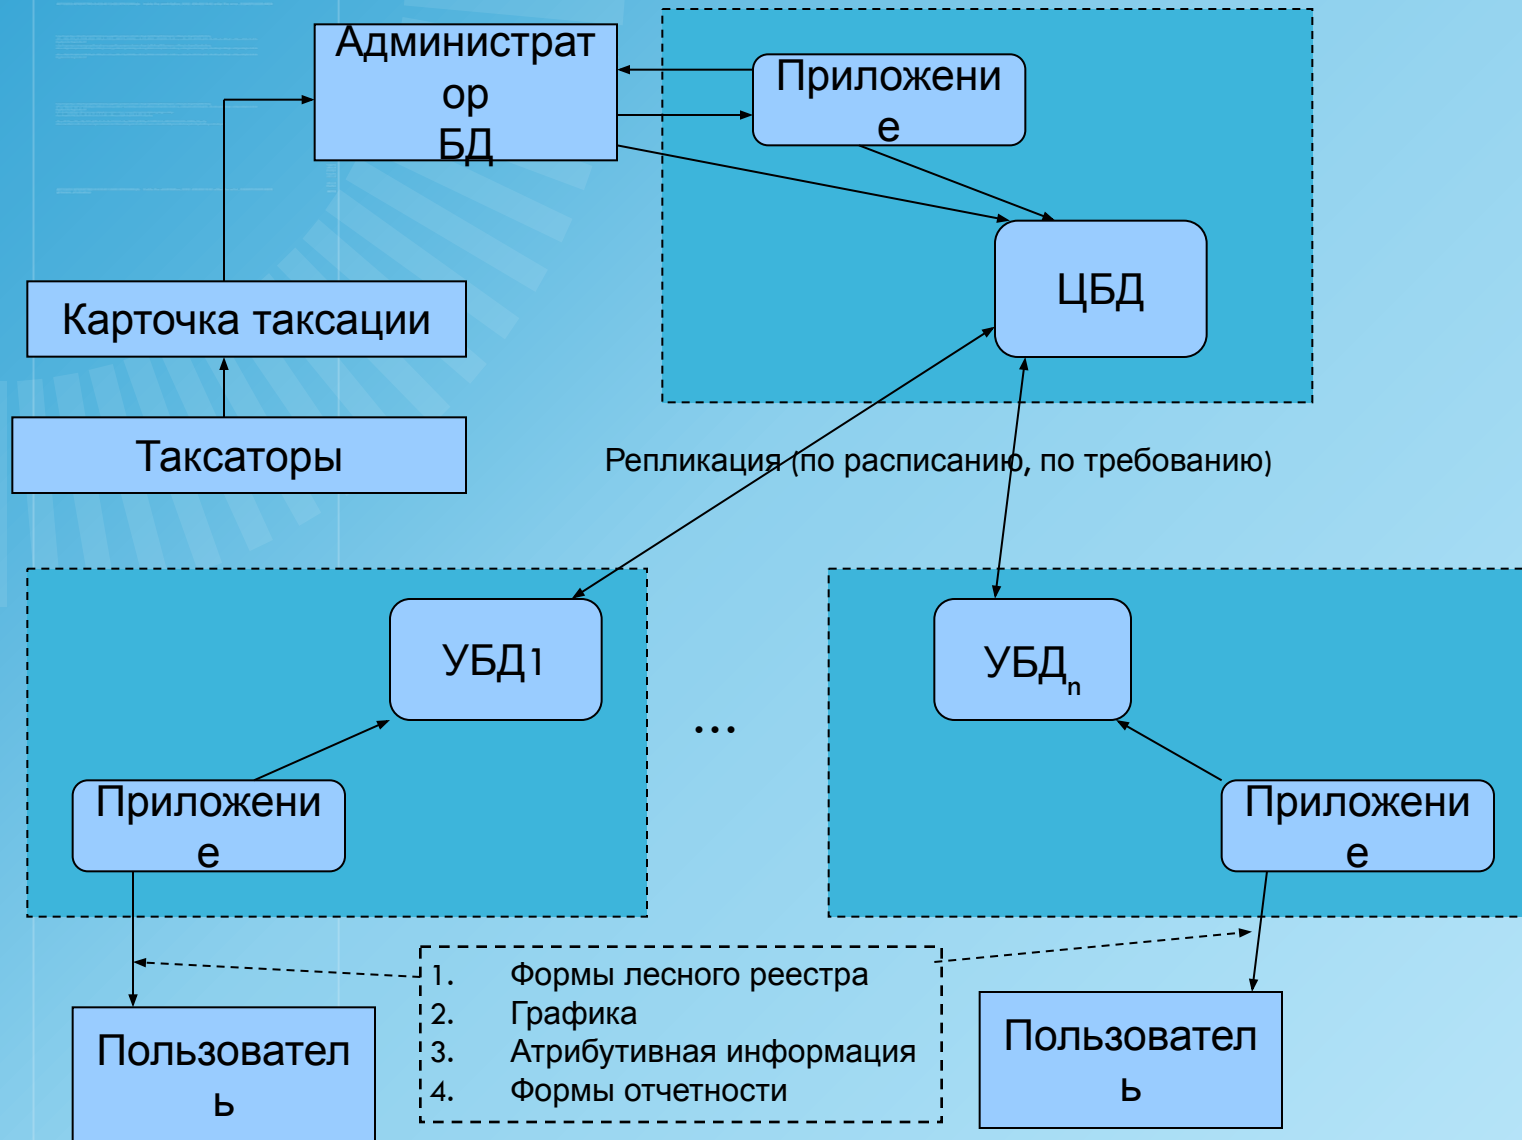 Администрат
ор
БД
Приложени
е
ЦБД
Карточка таксации
Таксаторы
Репликация (по расписанию, по требованию)
УБД1
...
УБДn
Приложени
е
Приложени
е
1. Формы лесного реестра
2. Графика
3. Атрибутивная информация
4. Формы отчетности
Пользовател
ь
Пользовател
ь